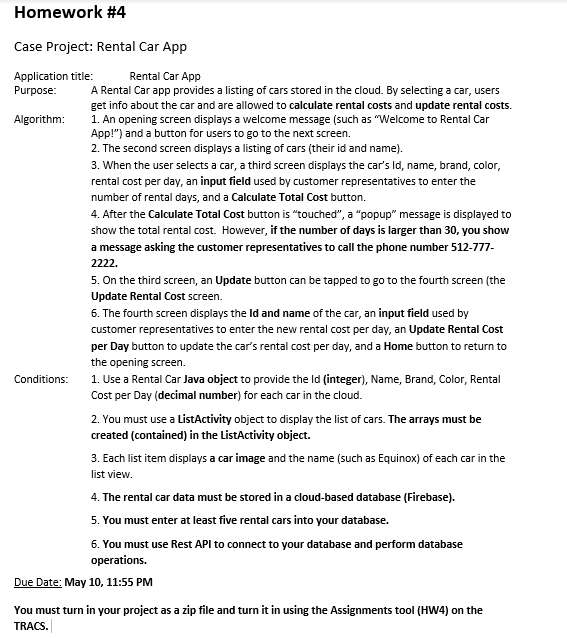 Homework #4
Case Project: Rental Car App
Application title: Rental Car App
Purpose: A Rental Car app provides a listing of cars stored in the cloud. By selecting a car, users
get info about the car and are allowed to calculate rental costs and update rental costs.
Algorithm: 1. An opening screen displays a welcome message (such as “Welcome to Rental Car
App!”) and a button for users to go to the next screen.
2. The second screen displays a listing of cars (their id and name).
3. When the user selects a car, a third screen displays the car’s Id, name, brand, color,
rental cost per day, an input field used by customer representatives to enter the
number of rental days, and a Calculate Total Cost button.
4. After the Calculate Total Cost button is “touched”, a “popup” message is displayed to
show the total rental cost. However, if the number of days is larger than 30, you show
a message asking the customer representatives to call the phone number 512-777-
2222.
5. On the third screen, an Update button can be tapped to go to the fourth screen (the
Update Rental Cost screen.
6. The fourth screen displays the Id and name of the car, an input field used by
customer representatives to enter the new rental cost per day, an Update Rental Cost
per Day button to update the car’s rental cost per day, and a Home button to return to
the opening screen.
Conditions: 1. Use a Rental Car Java object to provide the Id (integer), Name, Brand, Color, Rental
Cost per Day (decimal number) for each car in the cloud.
2. You must use a ListActivity object to display the list of cars. The arrays must be
created (contained) in the ListActivity object.
3. Each list item displays a car image and the name (such as Equinox) of each car in the
list view.
4. The rental car data must be stored in a cloud-based database (Firebase).
5. You must enter at least five rental cars into your database.
6. You must use Rest API to connect to your database and perform database
operations.
Due Date: May 10, 11:55 PM
You must turn in your project as a zip file and turn it in using the Assignments tool (HW4) on the
TRACS.